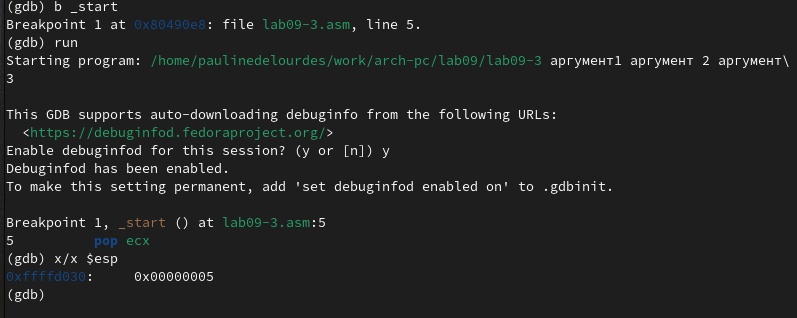 (gdb) b _start
Breakpoint 1 at 0x80490e8: file lab09-3.asm, line 5.
(gdb) run
Starting program: /home/paulinedelourdes/work/arch-pc/lab09/lab09-3 аргумент1 аргумент 2 аргумент\
3
This GDB supports auto-downloading debuginfo from the following URLs:
<https://debuginfod.fedoraproject.org/>
Enable debuginfod for this session? (y or [n]) y
Debuginfod has been enabled.
To make this setting permanent, add 'set debuginfod enabled on' to .gdbinit.
Breakpoint 1, _start () at lab09-3.asm:5
5 pop ecx
(gdb) x/x $esp
0xffffd030: 0x00000005
(gdb)